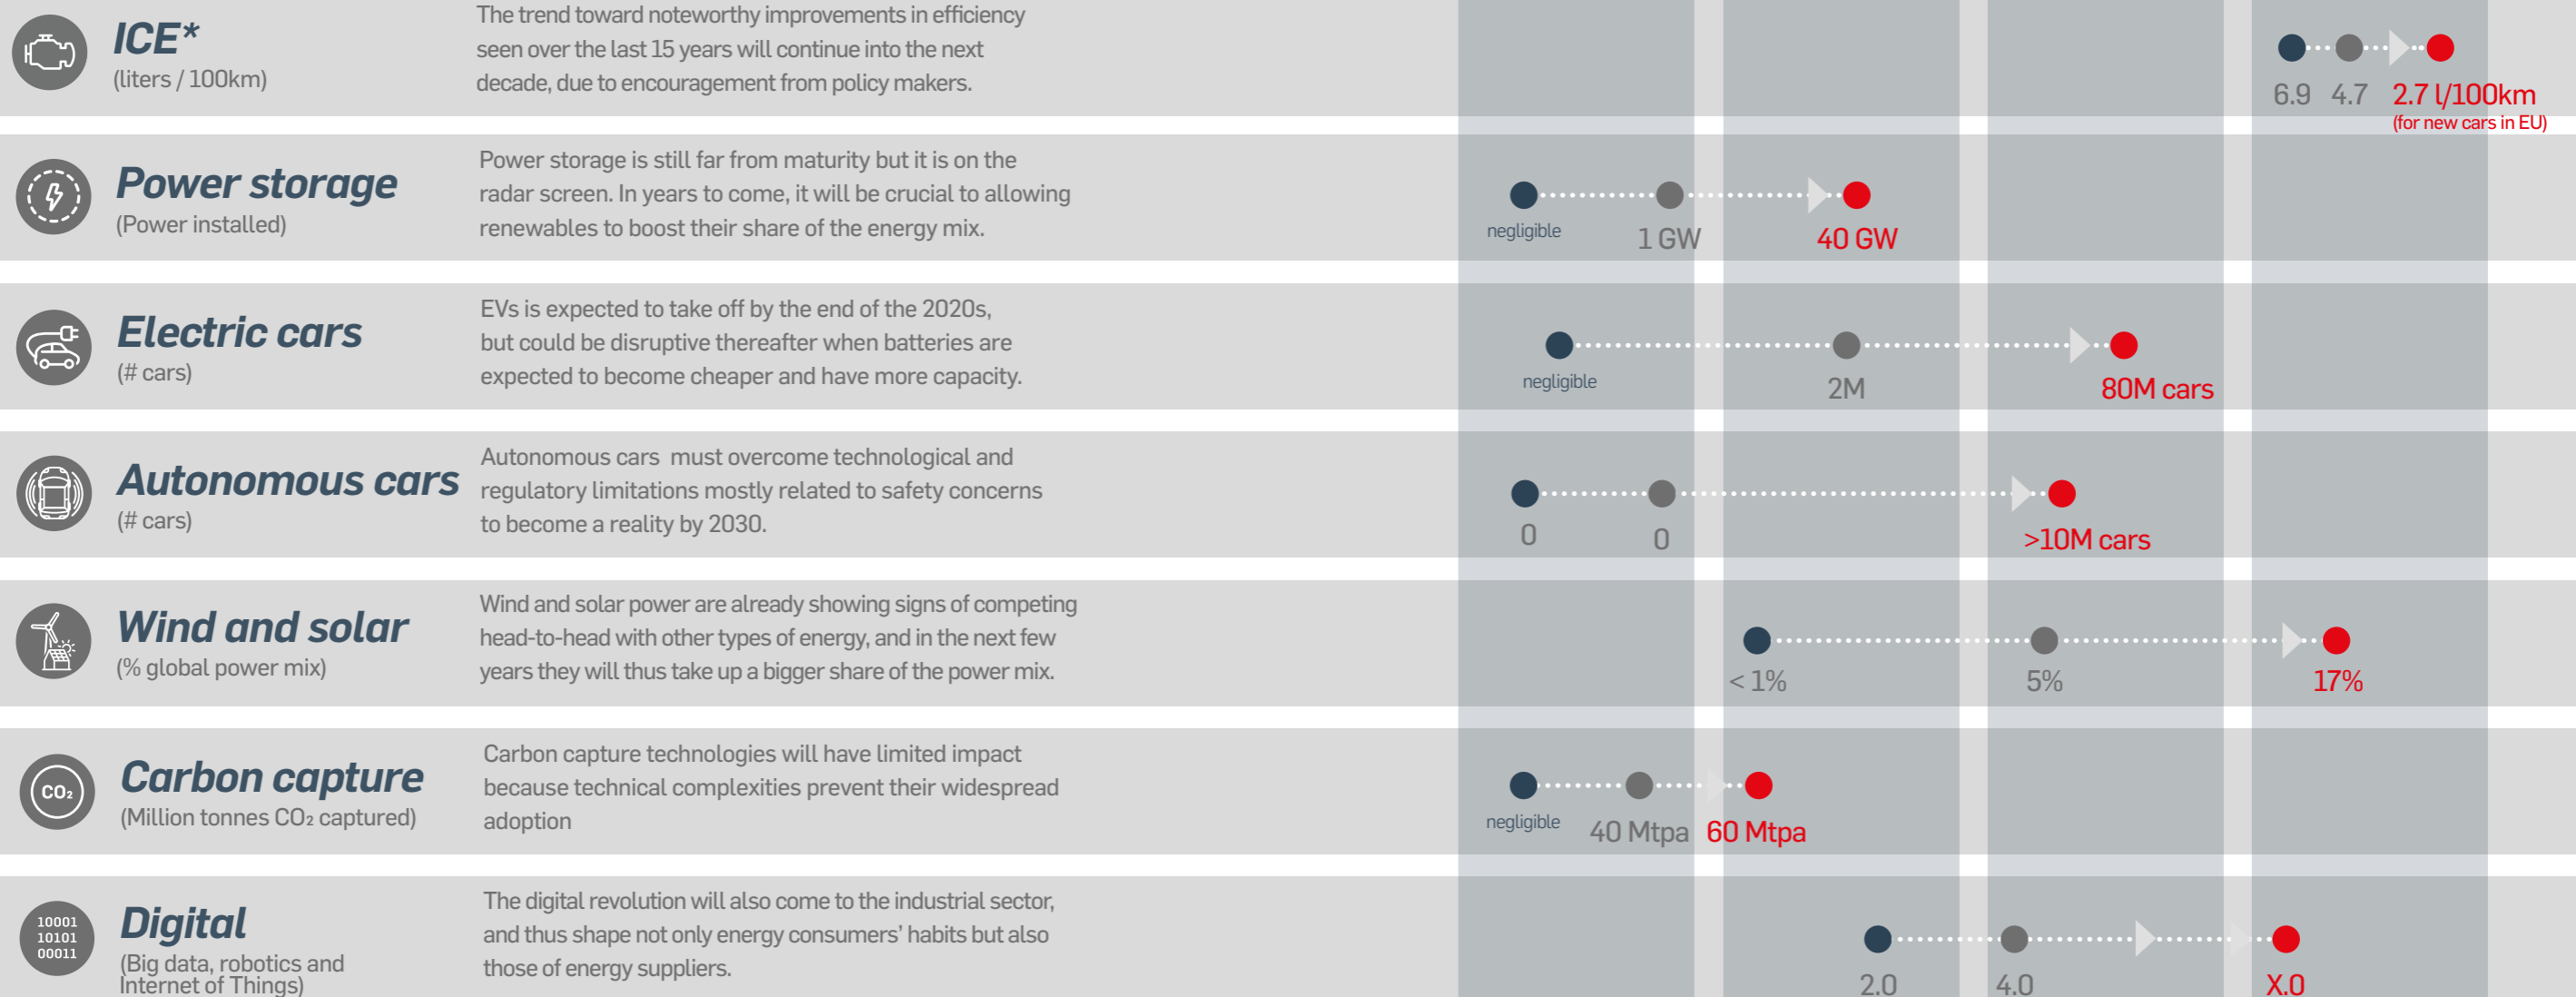 ICE*
(liters / 100km)
The trend toward noteworthy improvements in efficiency
seen over the last 15 years will continue into the next
decade, due to encouragement from policy makers.
6.9 4.7 2.7 l/100km
(for new cars in EU)
Power storage
(Power installed)
Power storage is still far from maturity but it is on the
radar screen. In years to come, it will be crucial to allowing
renewables to boost their share of the energy mix.
negligible 1 GW 40 GW
Electric cars
(# cars)
EVs is expected to take off by the end of the 2020s,
but could be disruptive thereafter when batteries are
expected to become cheaper and have more capacity.
negligible 2M 80M cars
Autonomous cars
(# cars)
Autonomous cars must overcome technological and
regulatory limitations mostly related to safety concerns
to become a reality by 2030.
0 0 >10M cars
Wind and solar
(% global power mix)
Wind and solar power are already showing signs of competing
head-to-head with other types of energy, and in the next few
years they will thus take up a bigger share of the power mix.
< 1% 5% 17%
CO₂
Carbon capture
(Million tonnes CO₂ captured)
Carbon capture technologies will have limited impact
because technical complexities prevent their widespread
adoption
negligible 40 Mtpa 60 Mtpa
10001
10101
00011
Digital
(Big data, robotics and
Internet of Things)
The digital revolution will also come to the industrial sector,
and thus shape not only energy consumers' habits but also
those of energy suppliers.
2.0 4.0 X.0